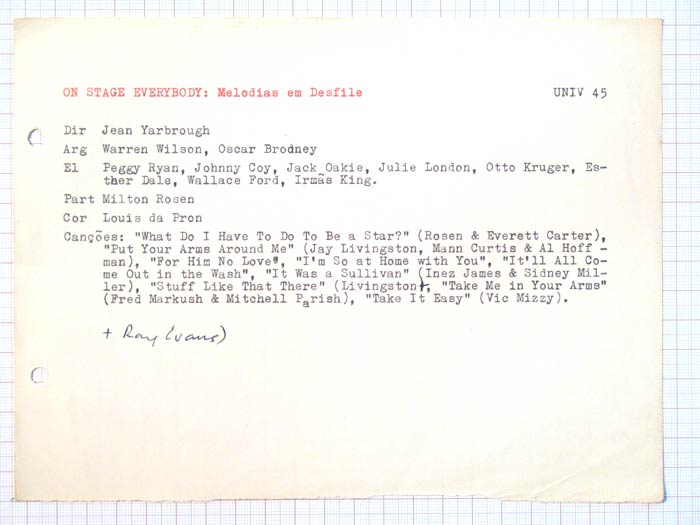 ON STAGE EVERYBODY: Melodias em Desfile UNIV 45
Dir Jean Yarbrough
Arg Warren Wilson, Oscar Brodney
El Peggy Ryan, Johnny Coy, Jack Oakie, Julie London, Otto Kruger, Es-
ther Dale, Wallace Ford, Irmãs King.
Part Milton Rosen
Cor Louis da Pron
Canções: "What Do I Have To Do To Be a Star?" (Rosen & Everett Carter),
"Put Your Arms Around Me" (Jay Livingston, Mann Curtis & Al Hoff-
man), "For Him No Love", "I'm So at Home with You", "It'll All Co-
me Out in the Wash", "It Was a Sullivan" (Inez James & Sidney Mil-
ler), "Stuff Like That There" (Livingston, "Take Me in Your Arms"
(Fred Markush & Mitchell Parish), "Take It Easy" (Vic Mizzy).
+ Ray Evans)